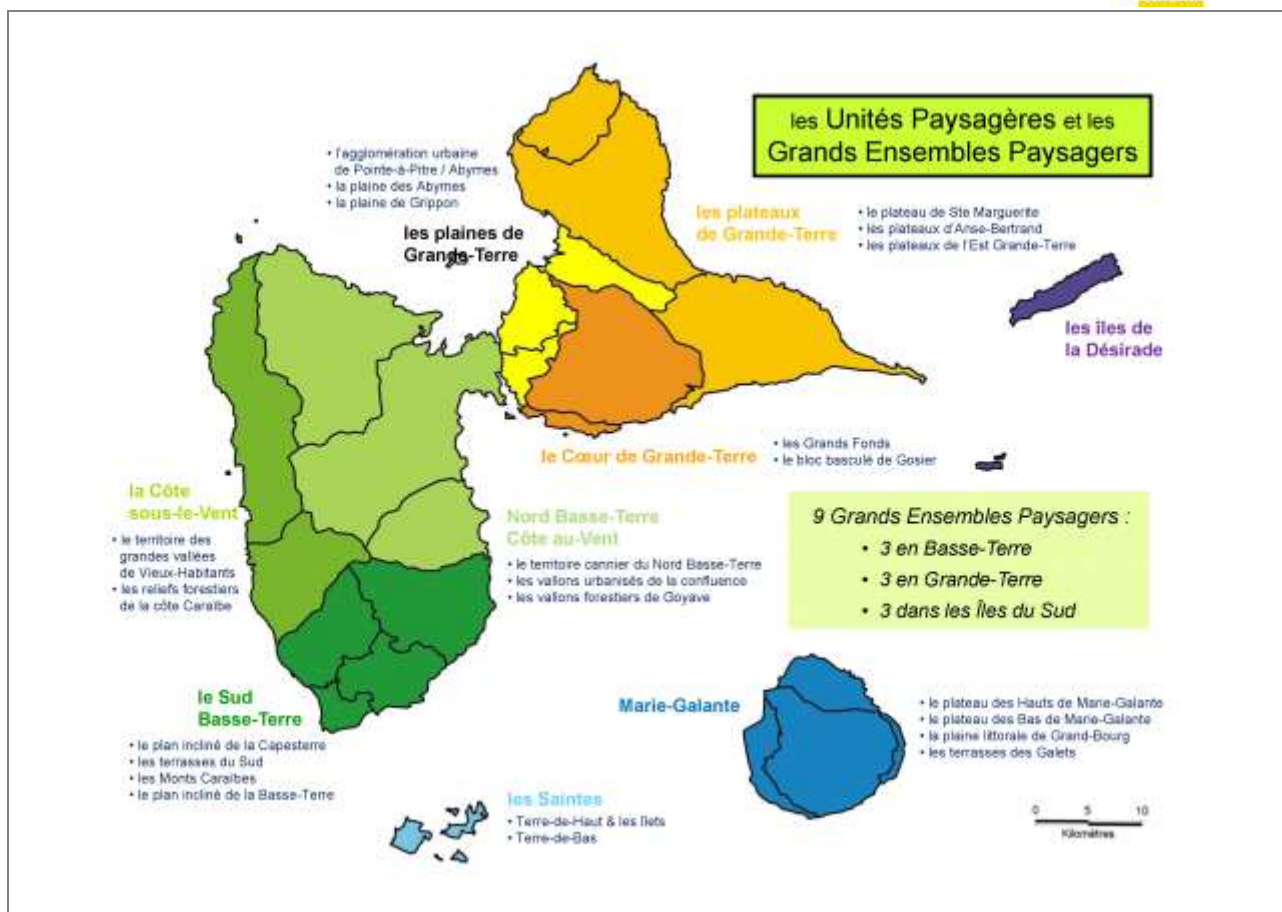 les Unités Paysagères et les
Grands Ensembles Paysagers
• l'agglomération urbaine
de Pointe-à-Pitre / Abymes
• la plaine des Abymes
• la plaine de Grippon
les plaines de
Grande-Terre
les plateaux
de Grande-Terre
• le plateau de Ste Marguerite
• les plateaux d'Anse-Bertrand
• les plateaux de l'Est Grande-Terre
les îles de
la Désirade
le Cœur de Grande-Terre
• les Grands Fonds
• le bloc basculé de Gosier
la Côte
sous-le-Vent
• le territoire des
grandes vallées
de Vieux-Habitants
• les reliefs forestiers
de la côte Caraïbe
Nord Basse-Terre
Côte au-Vent
• le territoire cannier du Nord Basse-Terre
• les vallons urbanisés de la confluence
• les vallons forestiers de Goyave
9 Grands Ensembles Paysagers :
• 3 en Basse-Terre
• 3 en Grande-Terre
• 3 dans les Îles du Sud
le Sud
Basse-Terre
• le plan incliné de la Capesterre
• les terrasses du Sud
• les Monts Caraïbes
• le plan incliné de la Basse-Terre
Marie-Galante
• le plateau des Hauts de Marie-Galante
• le plateau des Bas de Marie-Galante
• la plaine littorale de Grand-Bourg
• les terrasses des Galets
les Saintes
• Terre-de-Haut & les îlets
• Terre-de-Bas
0 5 10
Kilomètres